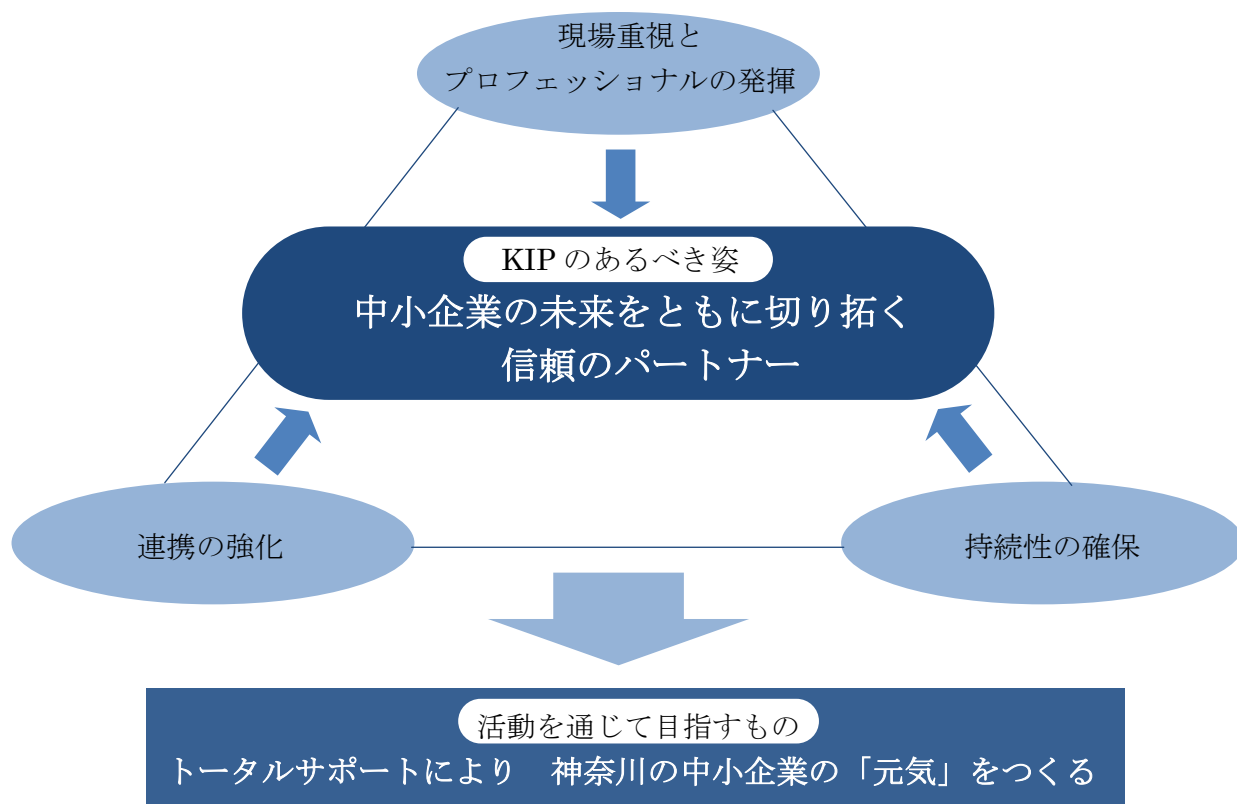 現場重視と
プロフェッショナルの発揮
KIP のあるべき姿
中小企業の未来をともに切り拓く
信頼のパートナー
連携の強化
持続性の確保
活動を通じて目指すもの
トータルサポートにより　神奈川の中小企業の「元気」をつくる